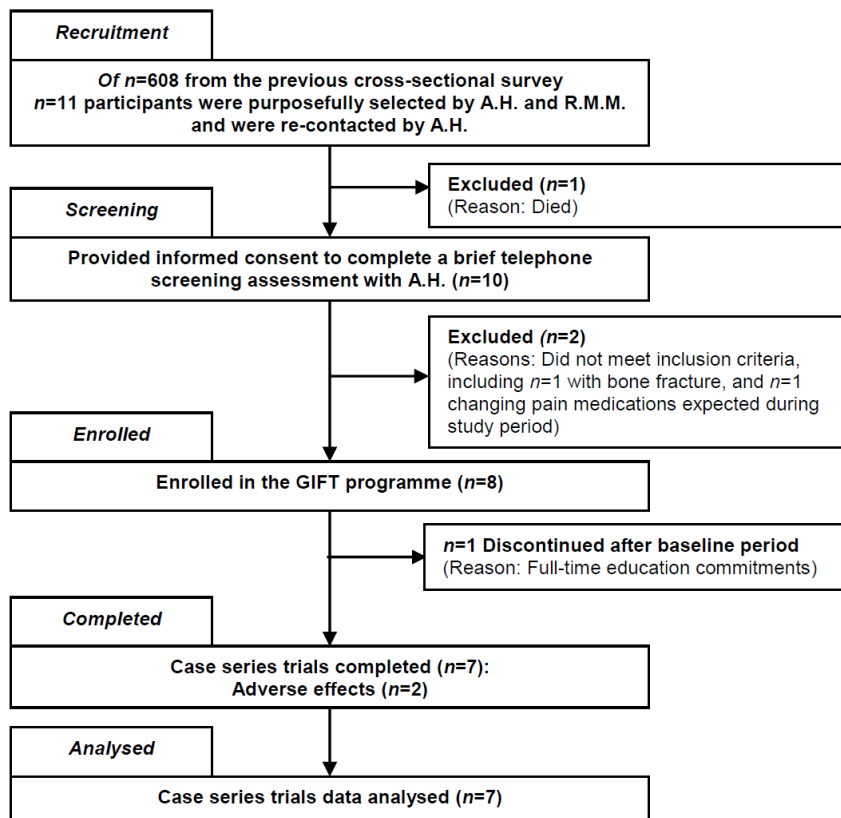 Recruitment
Of n=608 from the previous cross-sectional survey
n=11 participants were purposefully selected by A.H. and R.M.M.
and were re-contacted by A.H.
Excluded (n=1)
(Reason: Died)
Screening
Provided informed consent to complete a brief telephone
screening assessment with A.H. (n=10)
Excluded (n=2)
(Reasons: Did not meet inclusion criteria,
including n=1 with bone fracture, and n=1
changing pain medications expected during
study period)
Enrolled
Enrolled in the GIFT programme (n=8)
n=1 Discontinued after baseline period
(Reason: Full-time education commitments)
Completed
Case series trials completed (n=7):
Adverse effects (n=2)
Analysed
Case series trials data analysed (n=7)